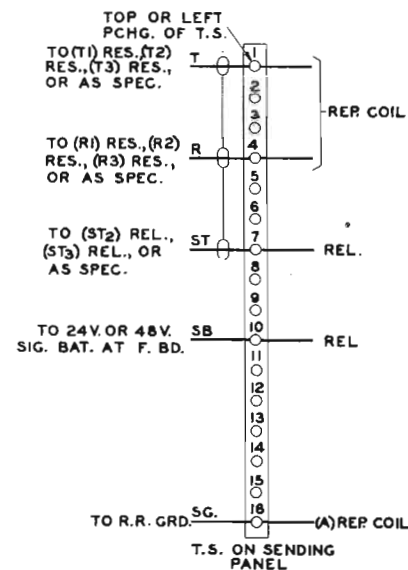 TOP OR LEFT
PCHG. OF T.S.
TO (T1) RES.,(T2)
RES.,(T3) RES.,
OR AS SPEC.
T
1
2
3
REP. COIL
TO (R1) RES.,(R2)
RES., (R3) RES.,
OR AS SPEC.
R
4
5
6
TO (ST2) REL.,
(ST3) REL., OR
AS SPEC.
ST
7
REL.
8
9
TO 24V. OR 48V.
SIG. BAT. AT F. BD.
SB
10
REL
11
12
13
14
15
TO R.R. GRD.
SG.
16
(A) REP. COIL
T.S. ON SENDING
PANEL